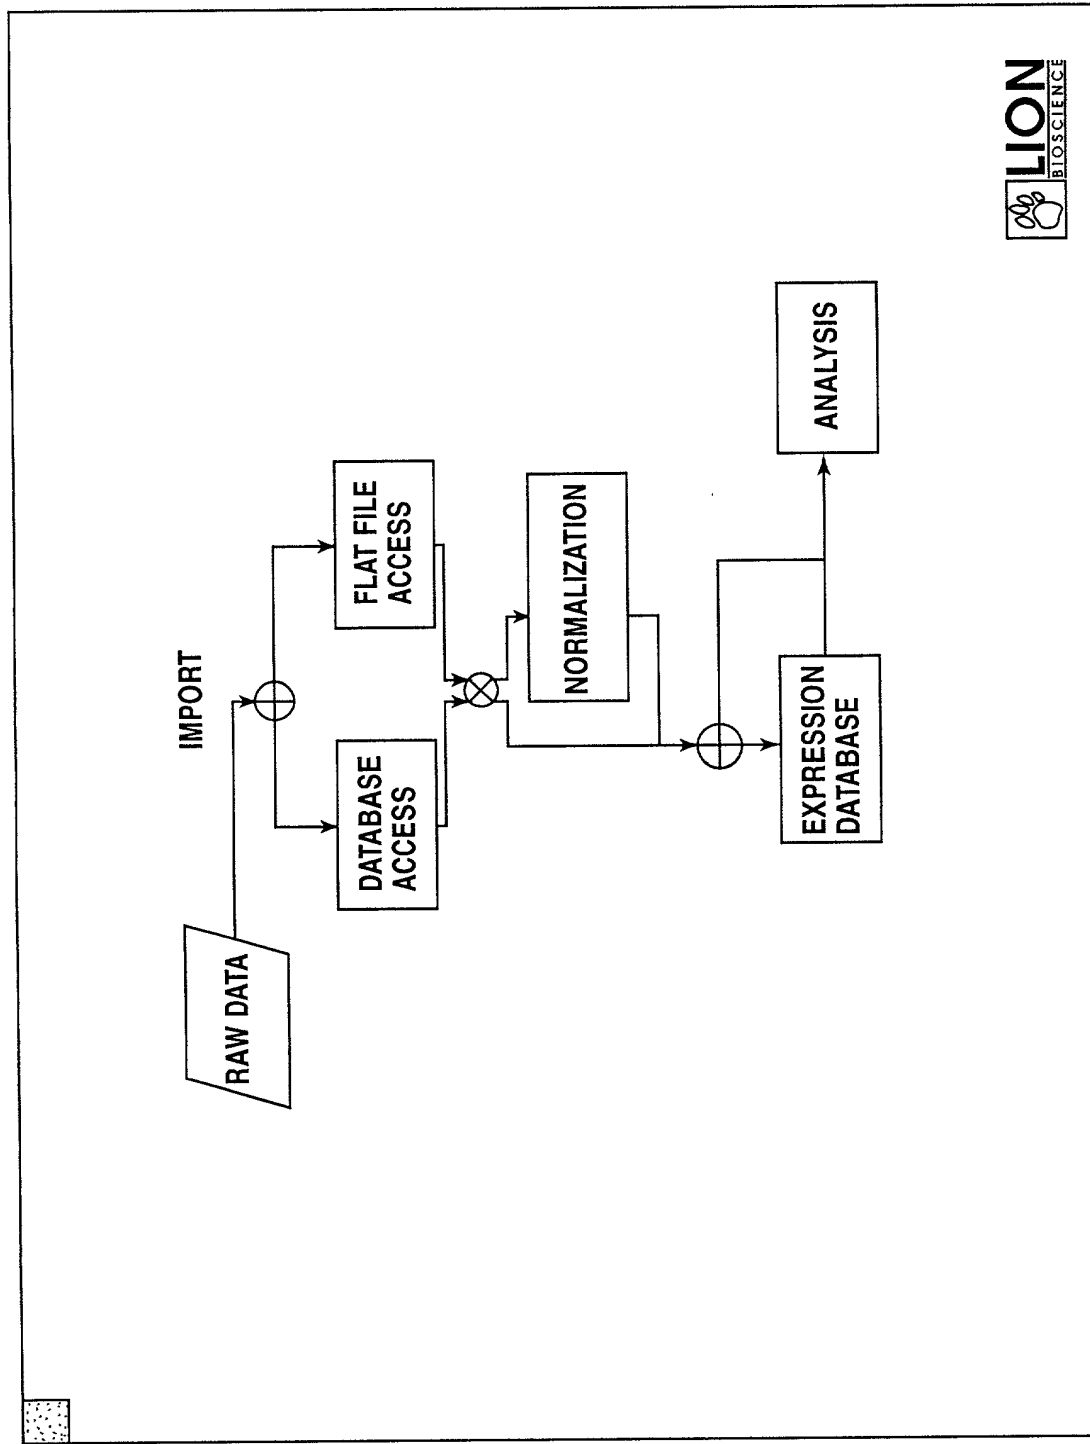 IMPORT
RAW DATA
DATABASE
ACCESS
FLAT FILE
ACCESS
NORMALIZATION
EXPRESSION
DATABASE
ANALYSIS
LION
BIOSCIENCE